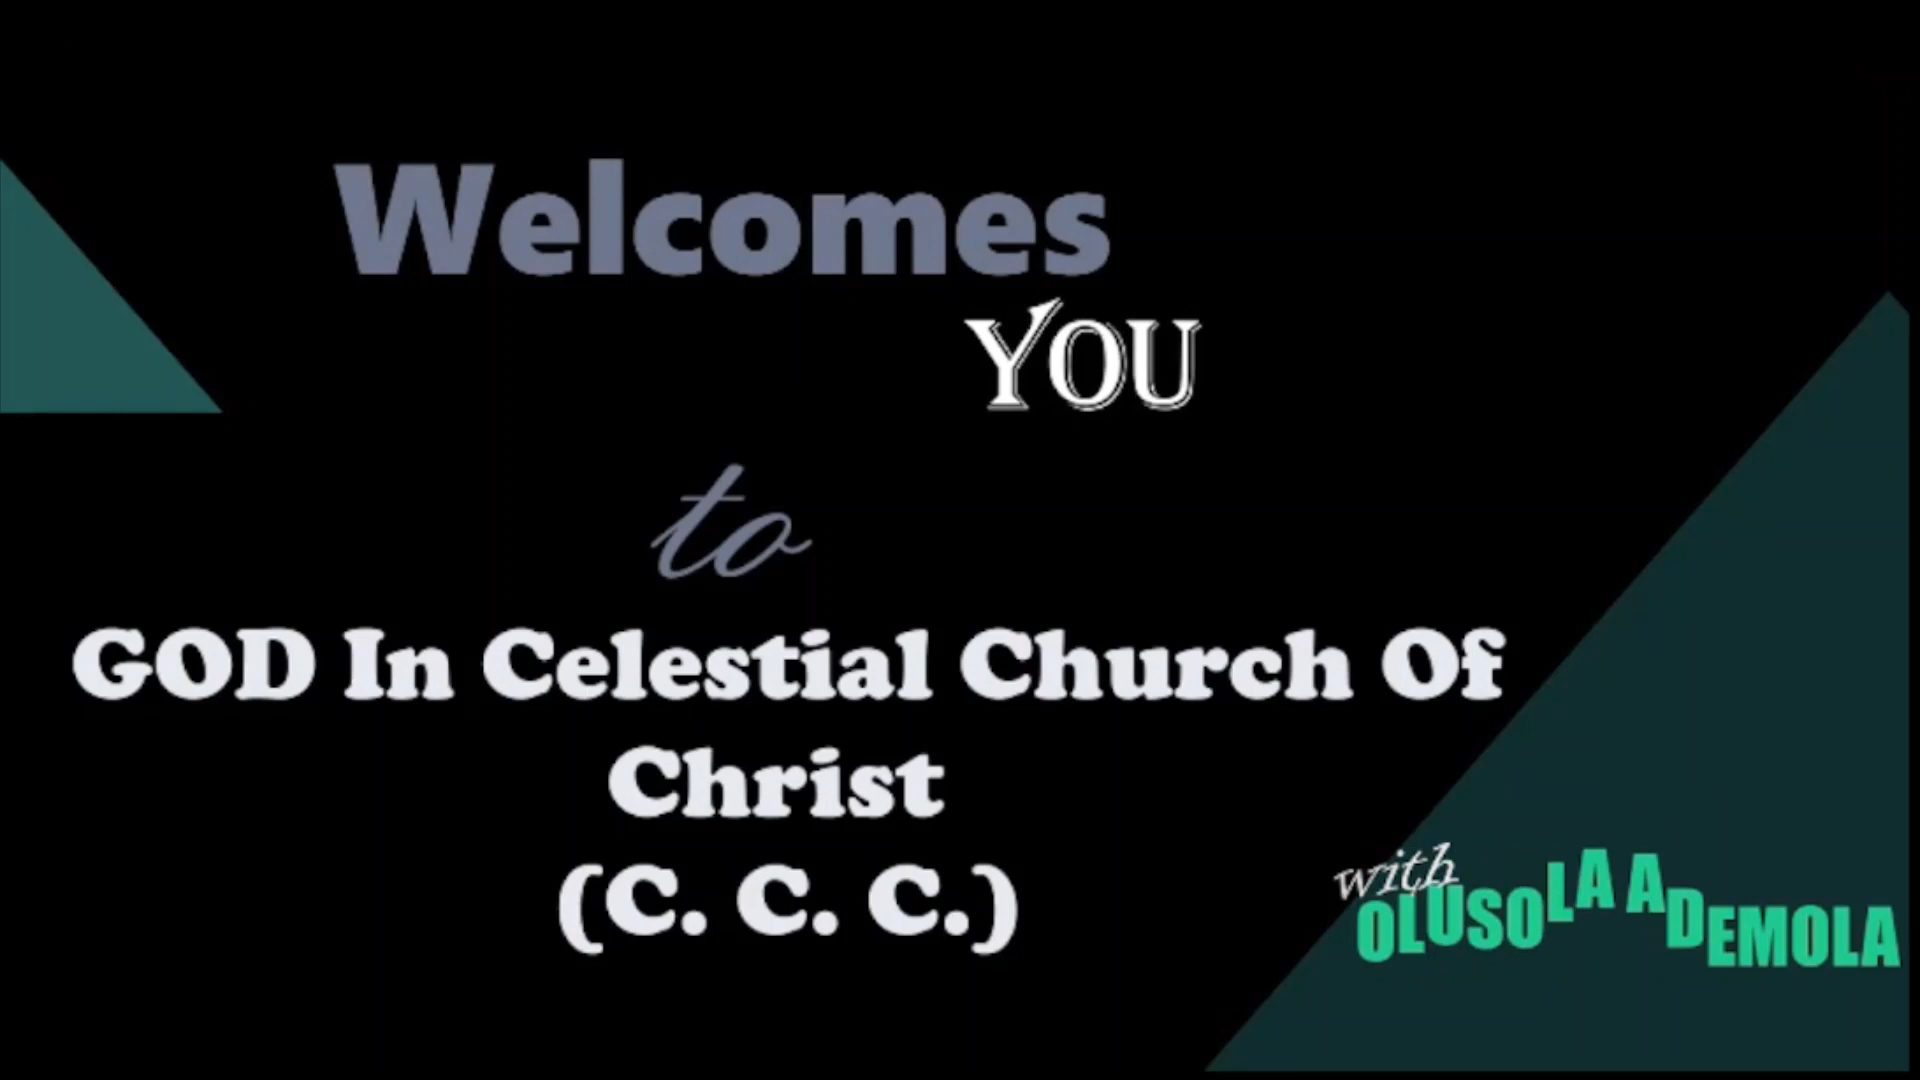 Welcomes
YOU
to
GOD In Celestial Church Of
Christ
(C. C. C.)
with
OLUSOLA ADEMOLA